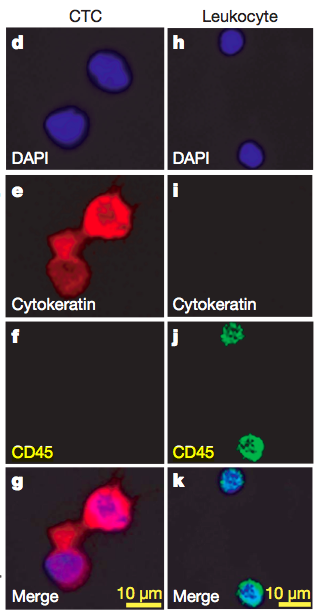 CTC Leukocyte
d h
DAPI DAPI
e i
Cytokeratin Cytokeratin
f j
CD45 CD45
g k
Merge 10 µm Merge 10 µm